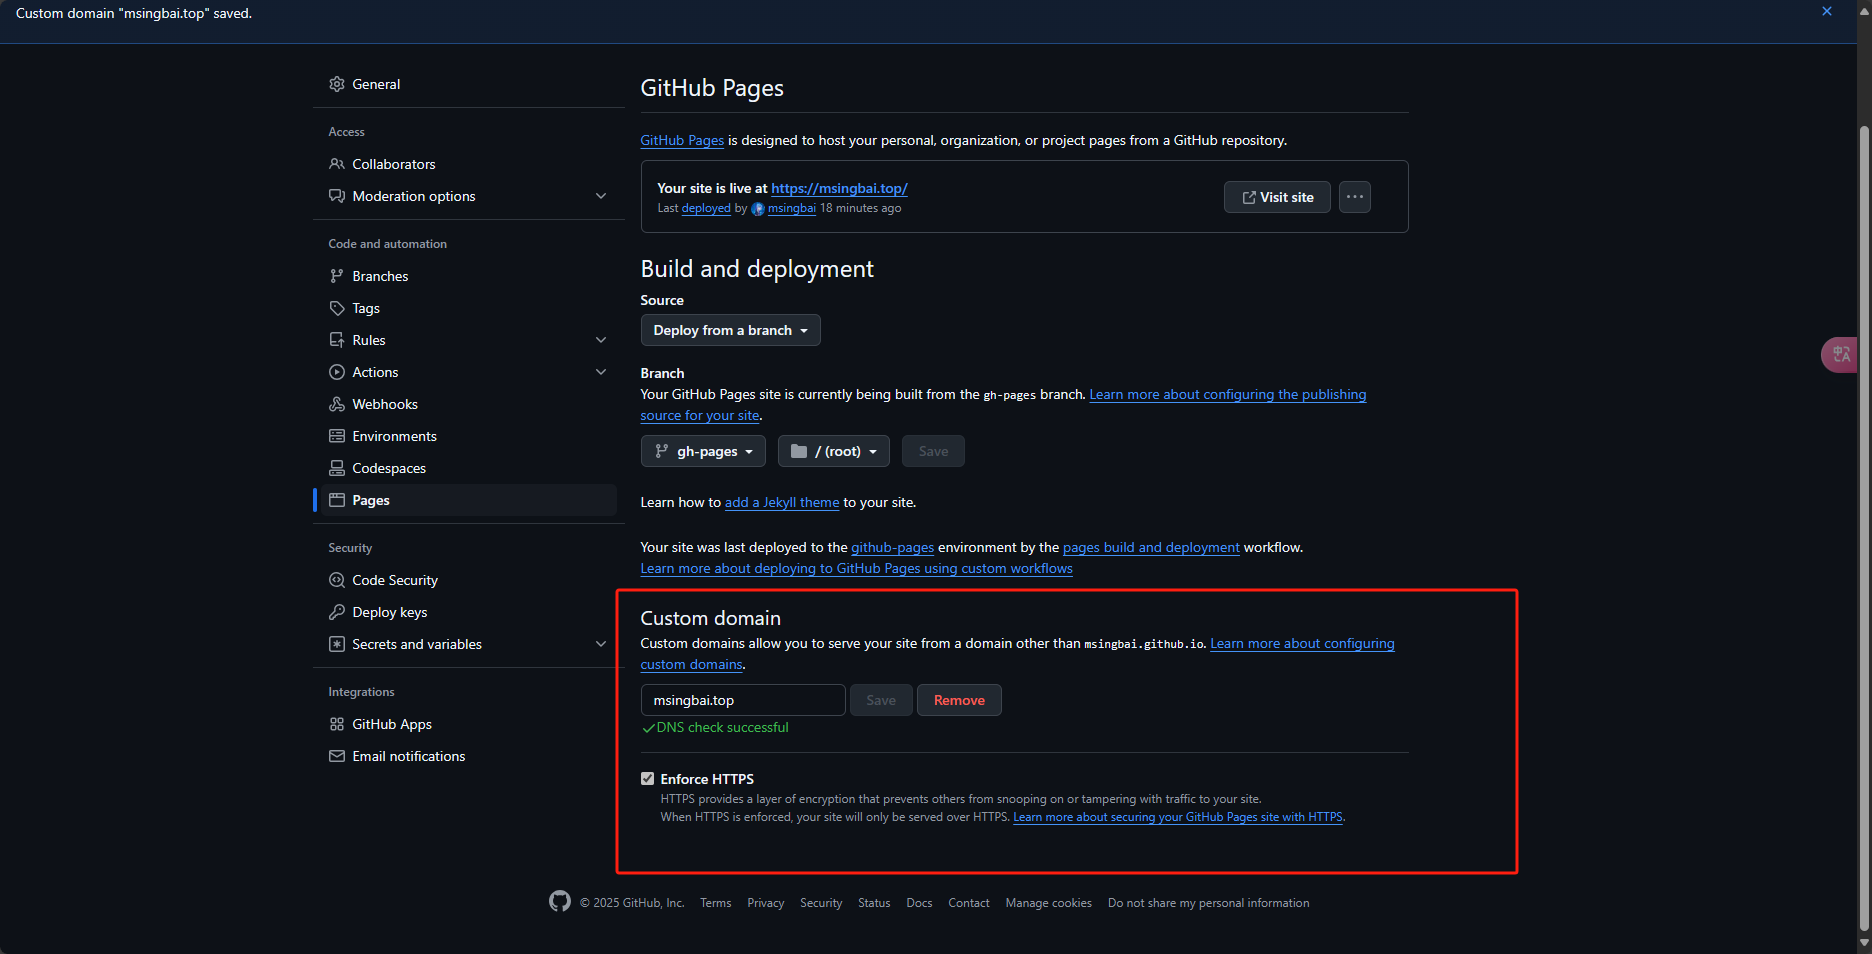 Custom domain "msingbai.top" saved.
General
Access
Collaborators
Moderation options
Code and automation
Branches
Tags
Rules
Actions
Webhooks
Environments
Codespaces
Pages
Security
Code Security
Deploy keys
Secrets and variables
Integrations
GitHub Apps
Email notifications
GitHub Pages
GitHub Pages is designed to host your personal, organization, or project pages from a GitHub repository.
Your site is live at https://msingbai.top/
Last deployed by msingbai 18 minutes ago
Visit site
Build and deployment
Source
Deploy from a branch
Branch
Your GitHub Pages site is currently being built from the gh-pages branch. Learn more about configuring the publishing
source for your site.
gh-pages / (root) Save
Learn how to add a Jekyll theme to your site.
Your site was last deployed to the github-pages environment by the pages build and deployment workflow.
Learn more about deploying to GitHub Pages using custom workflows
Custom domain
Custom domains allow you to serve your site from a domain other than msingbai.github.io. Learn more about configuring
custom domains.
msingbai.top Save Remove
DNS check successful
Enforce HTTPS
HTTPS provides a layer of encryption that prevents others from snooping on or tampering with traffic to your site.
When HTTPS is enforced, your site will only be served over HTTPS. Learn more about securing your GitHub Pages site with HTTPS.
© 2025 GitHub, Inc. Terms Privacy Security Status Docs Contact Manage cookies Do not share my personal information
中A